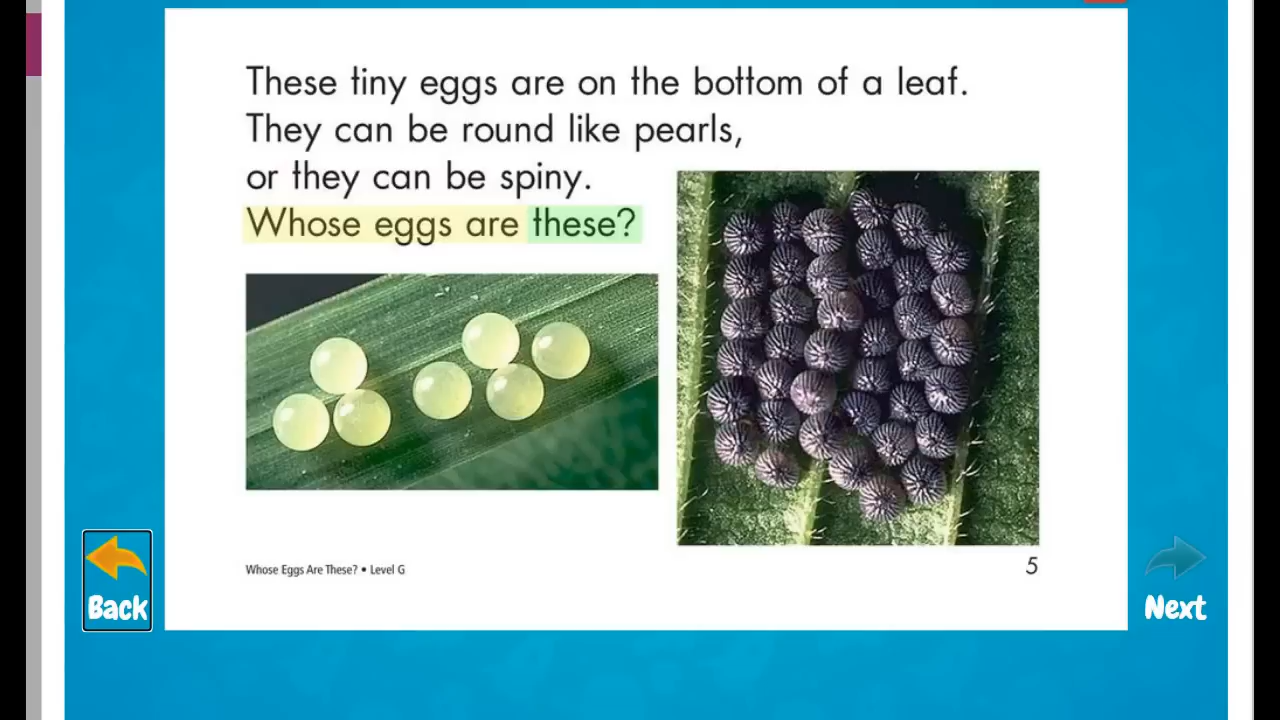 These tiny eggs are on the bottom of a leaf.
They can be round like pearls,
or they can be spiny.
Whose eggs are these?
Whose Eggs Are These? • Level G
5
Back
Next